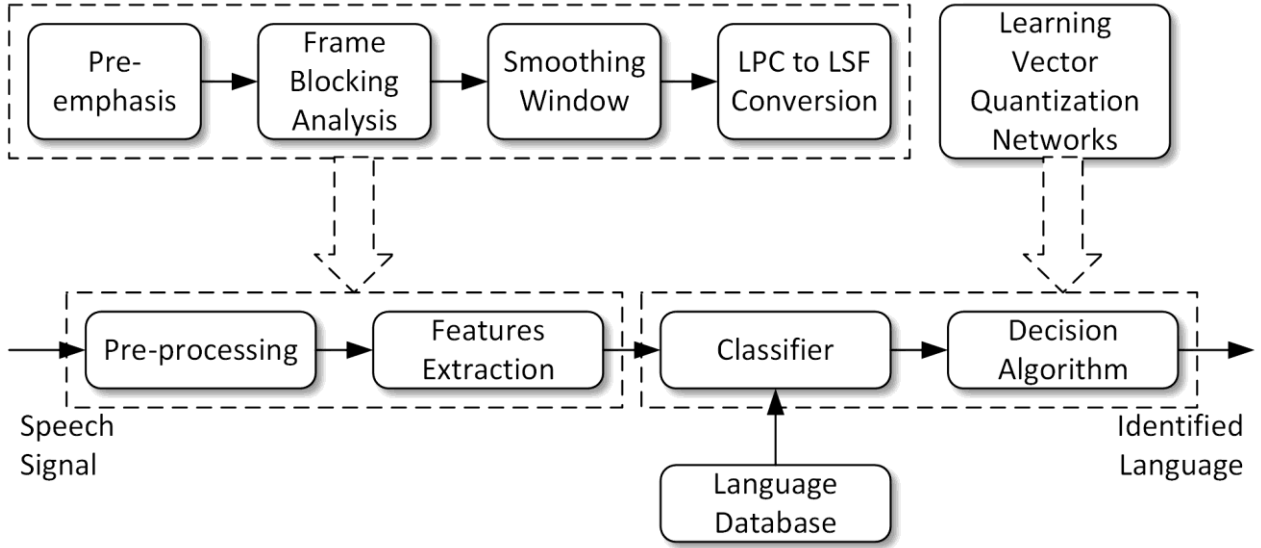 Pre-
emphasis
Frame
Blocking
Analysis
Smoothing
Window
LPC to LSF
Conversion
Learning
Vector
Quantization
Networks
Pre-processing
Features
Extraction
Classifier
Decision
Algorithm
Speech
Signal
Identified
Language
Language
Database